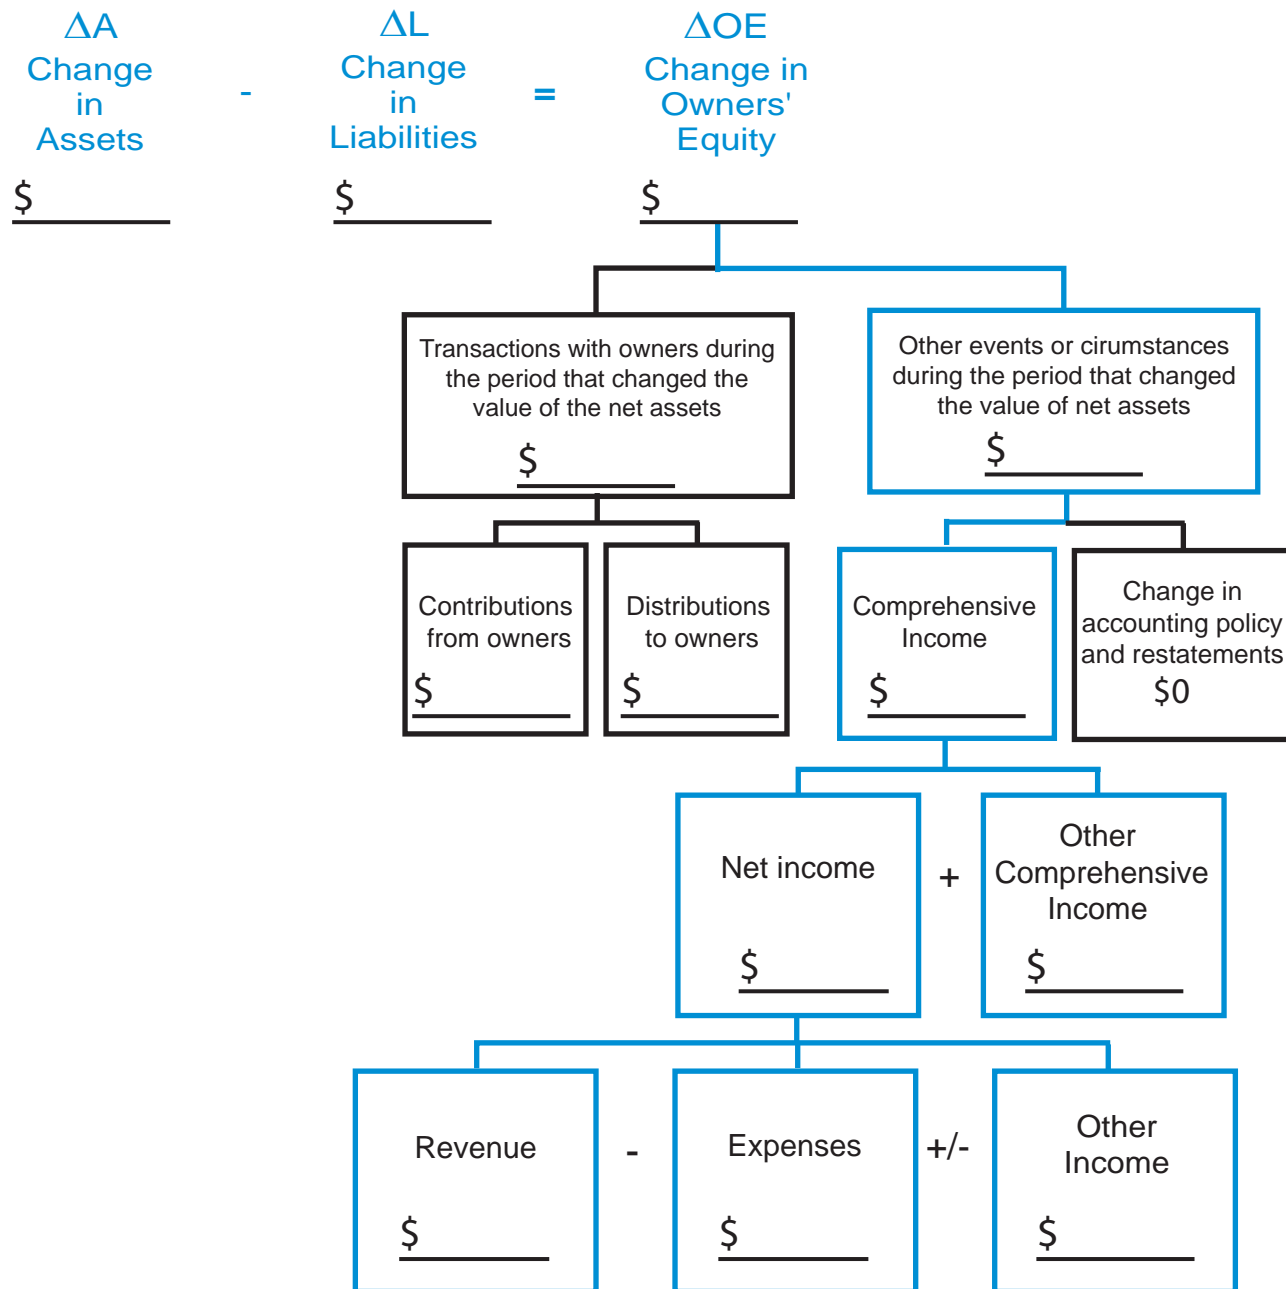 ΔA
Change
in
Assets
$
-
ΔL
Change
in
Liabilities
$
=
ΔOE
Change in
Owners'
Equity
$
Transactions with owners during
the period that changed the
value of the net assets
$
Other events or cirumstances
during the period that changed
the value of net assets
$
Contributions
from owners
$
Distributions
to owners
$
Comprehensive
Income
$
Change in
accounting policy
and restatements
$0
Net income
$
+
Other
Comprehensive
Income
$
Revenue
$
-
Expenses
$
+/-
Other
Income
$